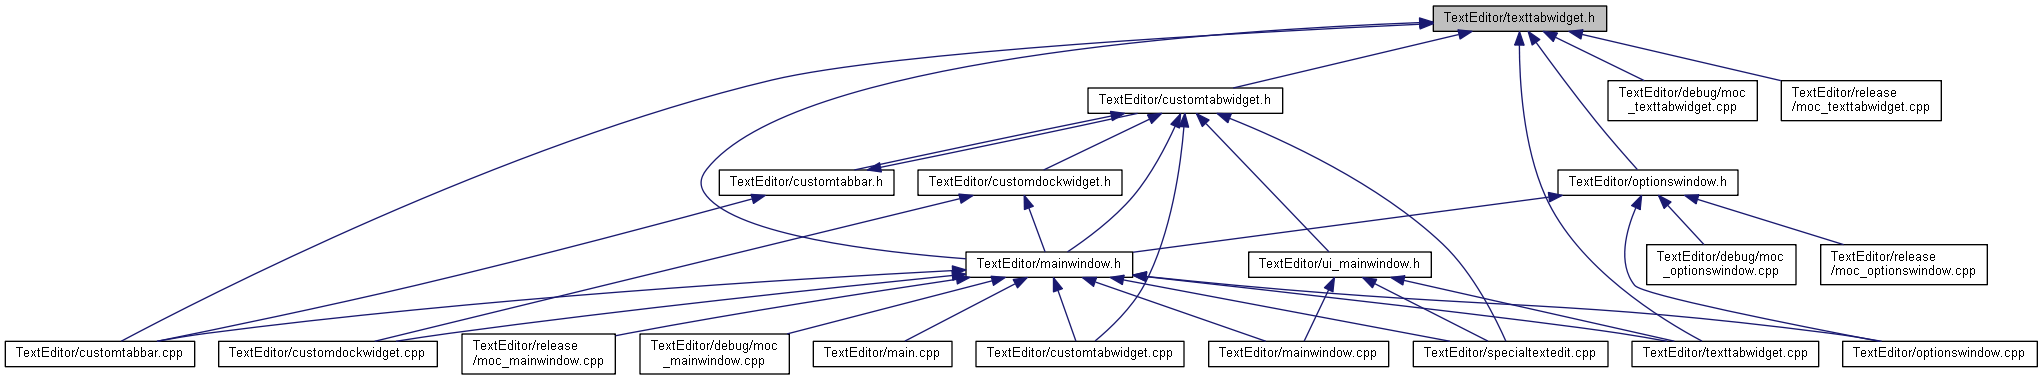 TextEditor/texttabwidget.h
TextEditor/customtabwidget.h
TextEditor/debug/moc
_texttabwidget.cpp
TextEditor/release
/moc_texttabwidget.cpp
TextEditor/customtabbar.h
TextEditor/customdockwidget.h
TextEditor/optionswindow.h
TextEditor/mainwindow.h
TextEditor/ui_mainwindow.h
TextEditor/debug/moc
_optionswindow.cpp
TextEditor/release
/moc_optionswindow.cpp
TextEditor/customtabbar.cpp
TextEditor/customdockwidget.cpp
TextEditor/release
/moc_mainwindow.cpp
TextEditor/debug/moc
_mainwindow.cpp
TextEditor/main.cpp
TextEditor/customtabwidget.cpp
TextEditor/mainwindow.cpp
TextEditor/specialtextedit.cpp
TextEditor/texttabwidget.cpp
TextEditor/optionswindow.cpp